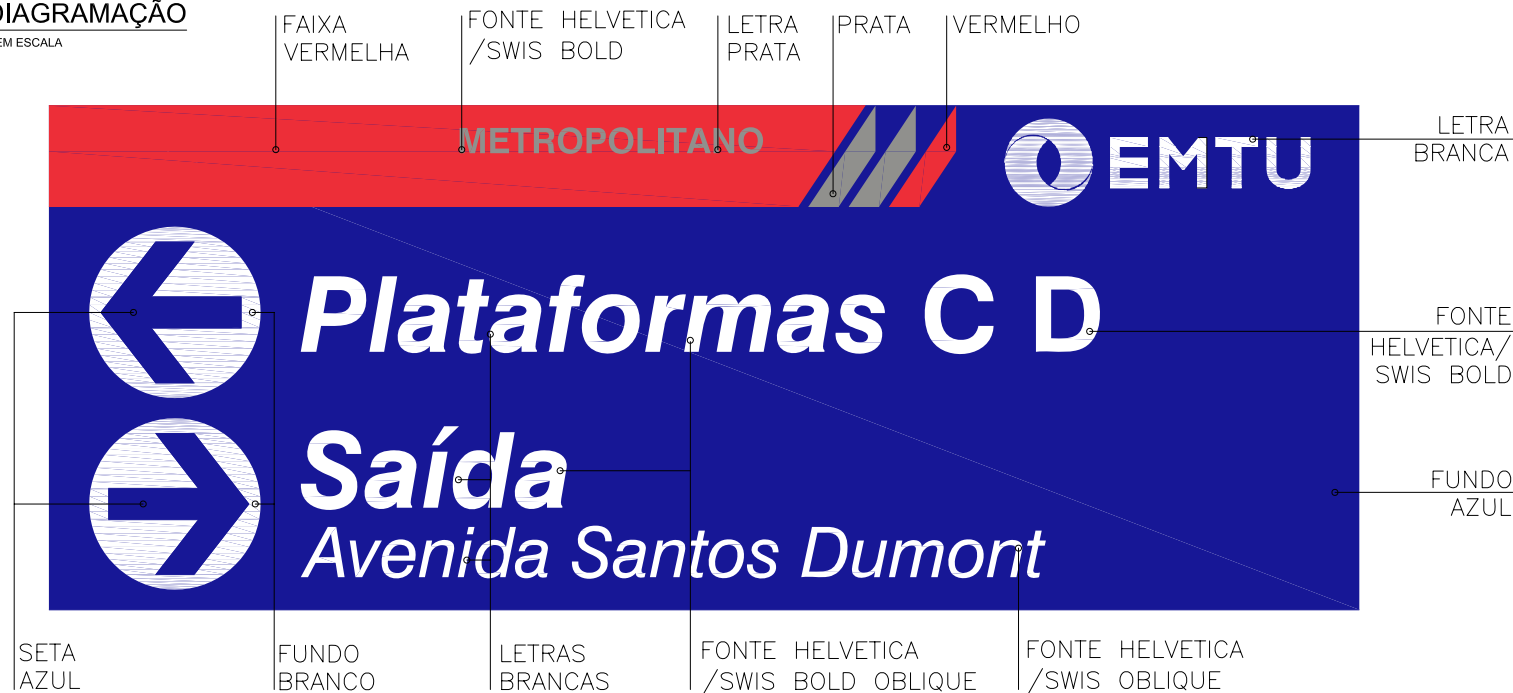 DIAGRAMAÇÃO
EM ESCALA
FAIXA
VERMELHA
FONTE HELVETICA
/SWIS BOLD
LETRA
PRATA
PRATA
VERMELHO
METROPOLITANO
EMTU
LETRA
BRANCA
Plataformas C D
FONTE
HELVETICA/
SWIS BOLD
Saída
Avenida Santos Dumont
FUNDO
AZUL
SETA
AZUL
FUNDO
BRANCO
LETRAS
BRANCAS
FONTE HELVETICA
/SWIS BOLD OBLIQUE
FONTE HELVETICA
/SWIS OBLIQUE